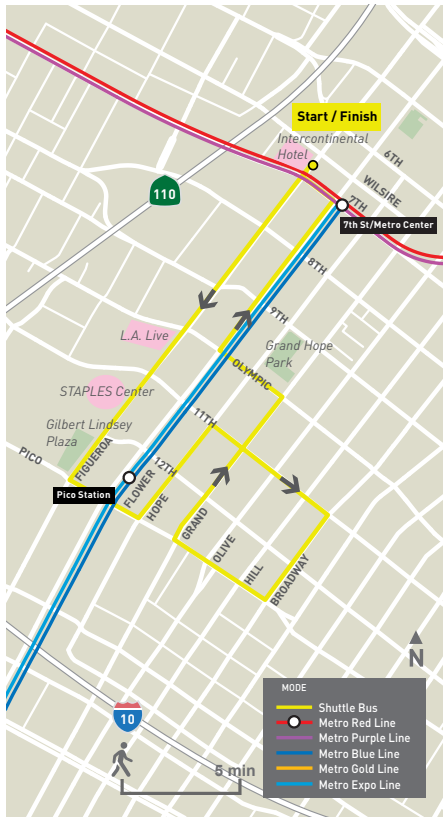 Start / Finish
Intercontinental
Hotel
6TH
WILSIRE
7TH
110
7th St/Metro Center
8TH
9TH
L.A. Live
Grand Hope
Park
OLYMPIC
STAPLES Center
11TH
Gilbert Lindsey
Plaza
PICO
FIGUEROA
12TH
FLOWER
Pico Station
HOPE
GRAND
OLIVE
HILL
BROADWAY
N
10
5 min
MODE
Shuttle Bus
Metro Red Line
Metro Purple Line
Metro Blue Line
Metro Gold Line
Metro Expo Line